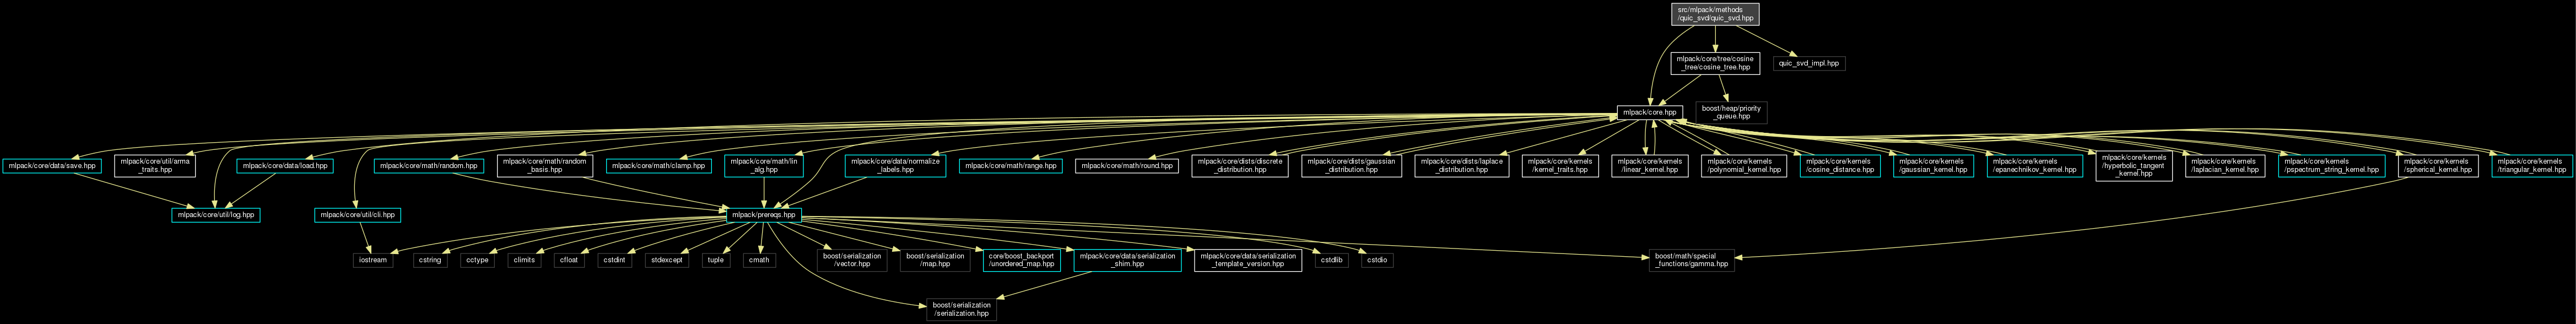 src/mlpack/methods
/quic_svd/quic_svd.hpp
mlpack/core/tree/cosine
_tree/cosine_tree.hpp
quic_svd_impl.hpp
mlpack/core.hpp
boost/heap/priority
_queue.hpp
mlpack/core/data/save.hpp
mlpack/core/util/arma
_traits.hpp
mlpack/core/data/load.hpp
mlpack/core/math/random.hpp
mlpack/core/math/random
_basis.hpp
mlpack/core/math/clamp.hpp
mlpack/core/math/lin
_alg.hpp
mlpack/core/data/normalize
_labels.hpp
mlpack/core/math/range.hpp
mlpack/core/math/round.hpp
mlpack/core/dists/discrete
_distribution.hpp
mlpack/core/dists/gaussian
_distribution.hpp
mlpack/core/dists/laplace
_distribution.hpp
mlpack/core/kernels
/kernel_traits.hpp
mlpack/core/kernels
/linear_kernel.hpp
mlpack/core/kernels
/polynomial_kernel.hpp
mlpack/core/kernels
/cosine_distance.hpp
mlpack/core/kernels
/gaussian_kernel.hpp
mlpack/core/kernels
/epanechnikov_kernel.hpp
mlpack/core/kernels
/hyperbolic_tangent
_kernel.hpp
mlpack/core/kernels
/laplacian_kernel.hpp
mlpack/core/kernels
/pspectrum_string_kernel.hpp
mlpack/core/kernels
/spherical_kernel.hpp
mlpack/core/kernels
/triangular_kernel.hpp
mlpack/core/util/log.hpp
mlpack/core/util/cli.hpp
mlpack/prereqs.hpp
iostream
cstring
cctype
climits
cfloat
cstdint
stdexcept
tuple
cmath
boost/serialization
/vector.hpp
boost/serialization
/map.hpp
core/boost_backport
/unordered_map.hpp
mlpack/core/data/serialization
_shim.hpp
mlpack/core/data/serialization
_template_version.hpp
cstdlib
cstdio
boost/math/special
_functions/gamma.hpp
boost/serialization
/serialization.hpp